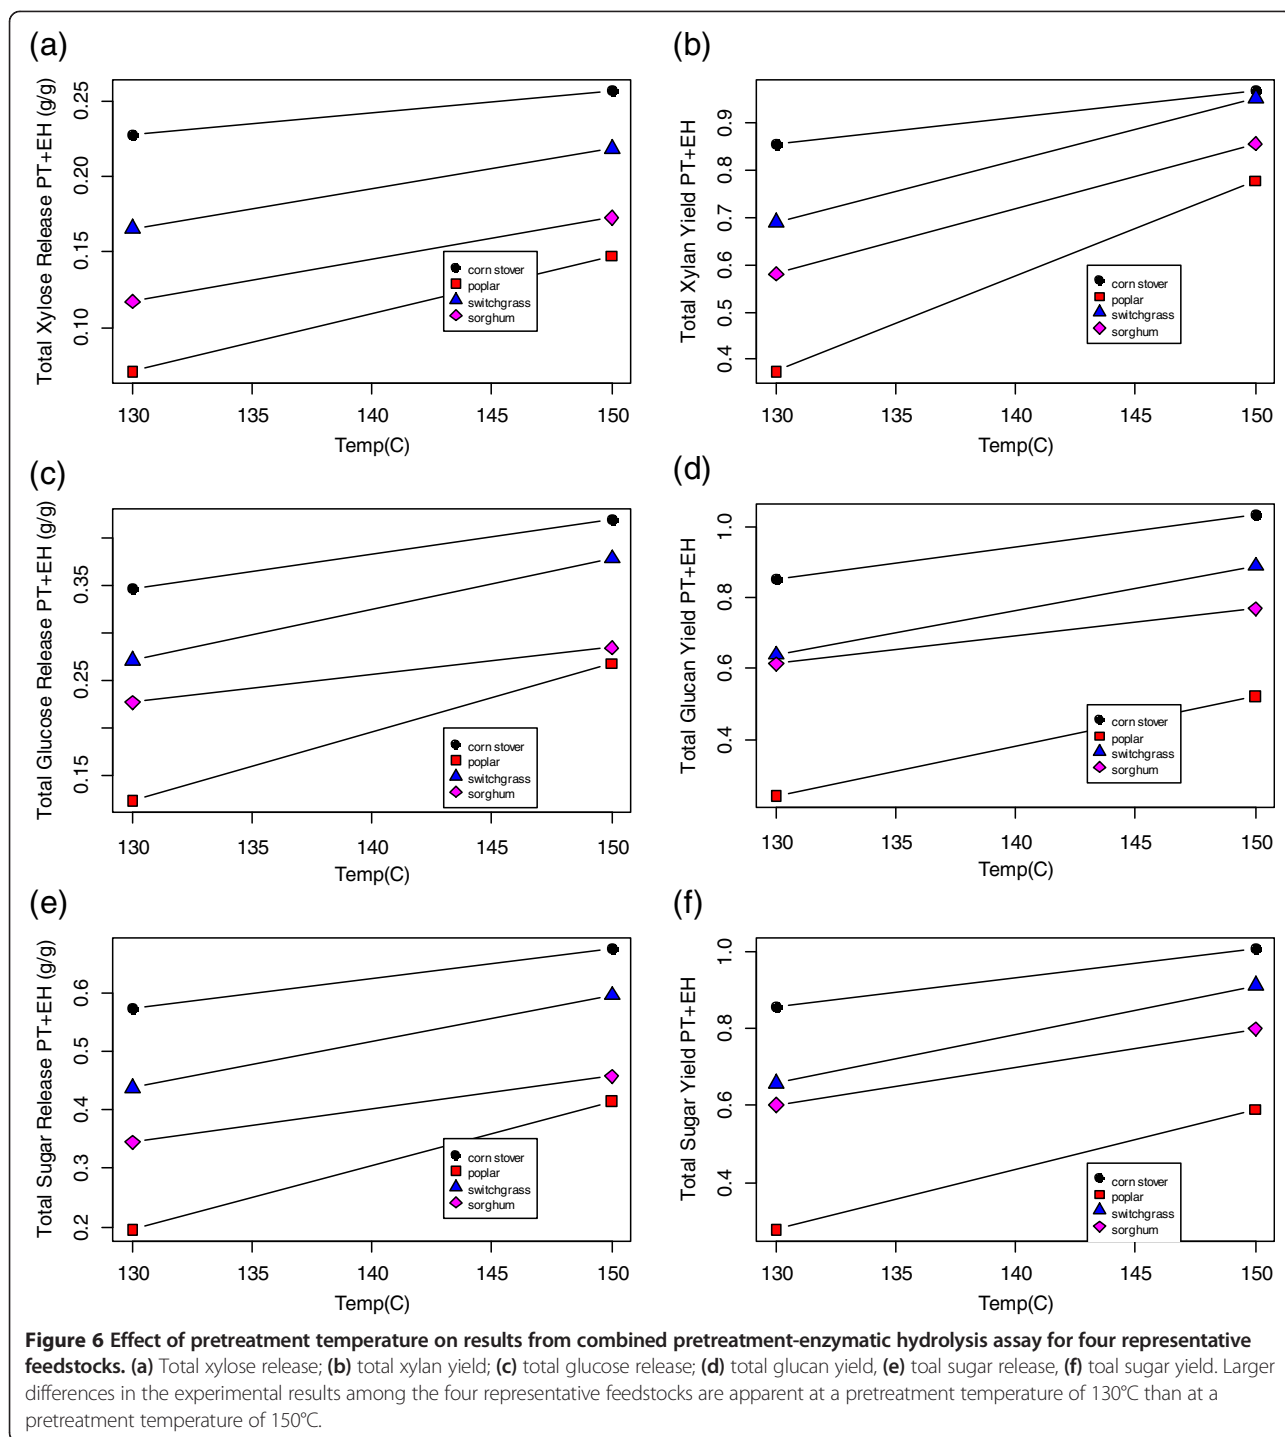 (a)
Total Xylose Release PT+EH (g/g)
0.25
0.20
0.15
0.10
corn stover
poplar
switchgrass
sorghum
130 135 140 145 150
Temp(C)
(b)
Total Xylan Yield PT+EH
0.9
0.8
0.7
0.6
0.5
0.4
corn stover
poplar
switchgrass
sorghum
130 135 140 145 150
Temp(C)
(c)
Total Glucose Release PT+EH (g/g)
0.35
0.25
0.15
corn stover
poplar
switchgrass
sorghum
130 135 140 145 150
Temp(C)
(d)
Total Glucan Yield PT+EH
1.0
0.8
0.6
0.4
corn stover
poplar
switchgrass
sorghum
130 135 140 145 150
Temp(C)
(e)
Total Sugar Release PT+EH (g/g)
0.6
0.5
0.4
0.3
0.2
corn stover
poplar
switchgrass
sorghum
130 135 140 145 150
Temp(C)
(f)
Total Sugar Yield PT+EH
1.0
0.8
0.6
0.4
corn stover
poplar
switchgrass
sorghum
130 135 140 145 150
Temp(C)
Figure 6 Effect of pretreatment temperature on results from combined pretreatment-enzymatic hydrolysis assay for four representative
feedstocks. (a) Total xylose release; (b) total xylan yield; (c) total glucose release; (d) total glucan yield, (e) toal sugar release, (f) toal sugar yield. Larger
differences in the experimental results among the four representative feedstocks are apparent at a pretreatment temperature of 130°C than at a
pretreatment temperature of 150°C.